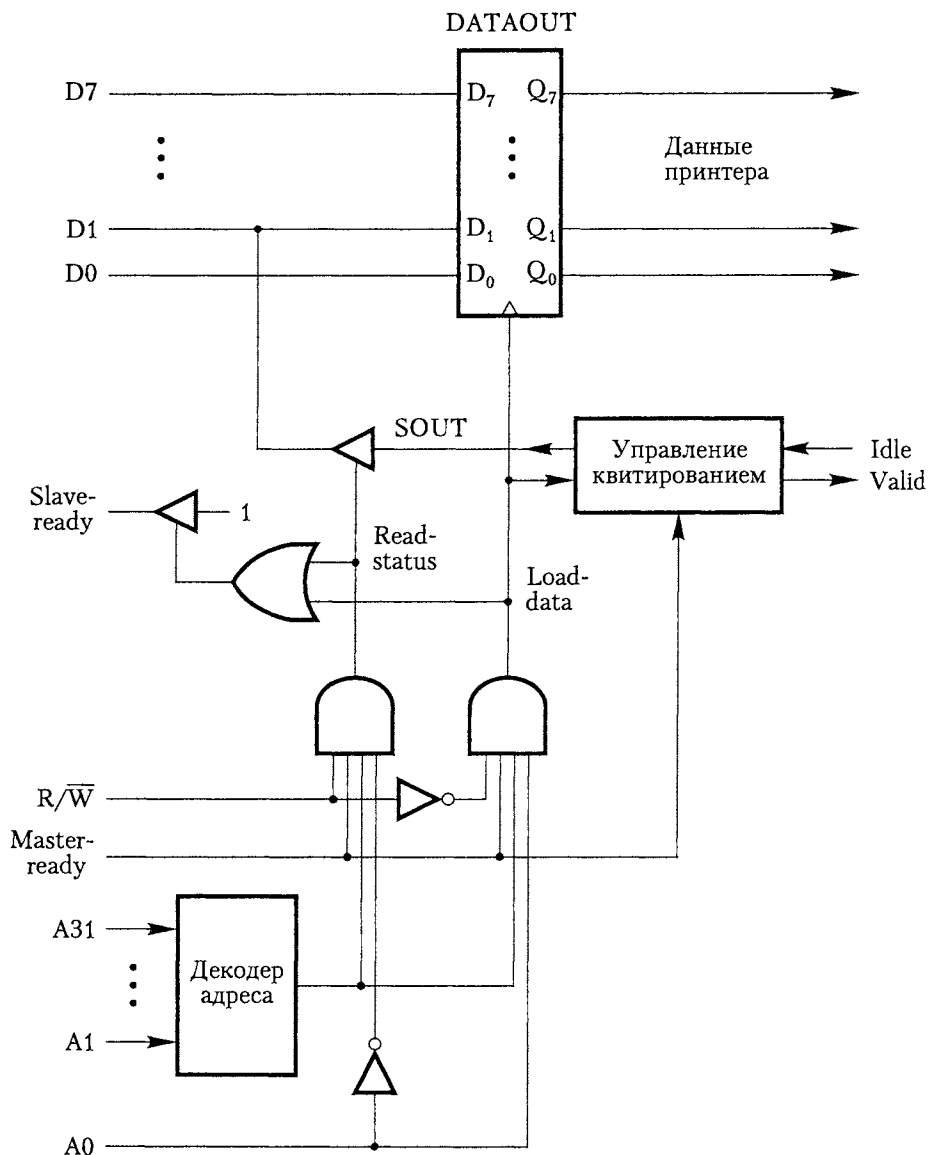 DATAOUT
D7
D₇
Q₇
Данные
принтера
D1
D₁
Q₁
D0
D₀
Q₀
SOUT
Управление
квитированием
Idle
Valid
Slave-
ready
1
Read-
status
Load-
data
R/W̅
Master-
ready
A31
Декодер
адреса
A1
A0